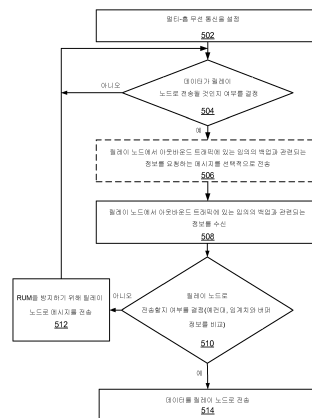 멀티-홉 무선 통신을 설정
502
아니오
데이터가 릴레이
노드로 전송될 것인지 여부를 결정
504
예
릴레이 노드에서 아웃바운드 트래픽에 있는 임의의 백업과 관련되는
정보를 요청하는 메시지를 선택적으로 전송
506
릴레이 노드에서 아웃바운드 트래픽에 있는 임의의 백업과 관련되는
정보를 수신
508
RUM을 방지하기 위해 릴레이
노드로 메시지를 전송
512
아니오
릴레이 노드로
전송할지 여부를 결정(예컨대, 임계치와 버퍼
정보를 비교)
510
예
데이터를 릴레이 노드로 전송
514